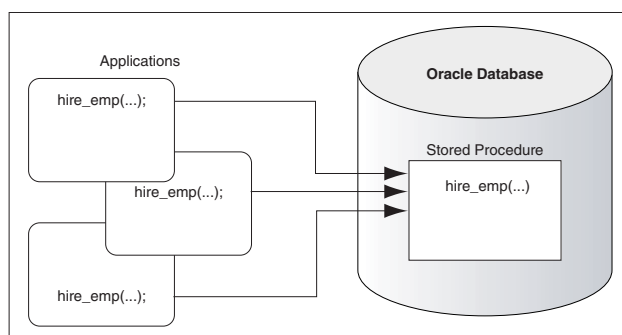 Applications
hire_emp(...);
hire_emp(...);
hire_emp(...);
Oracle Database
Stored Procedure
hire_emp(...)